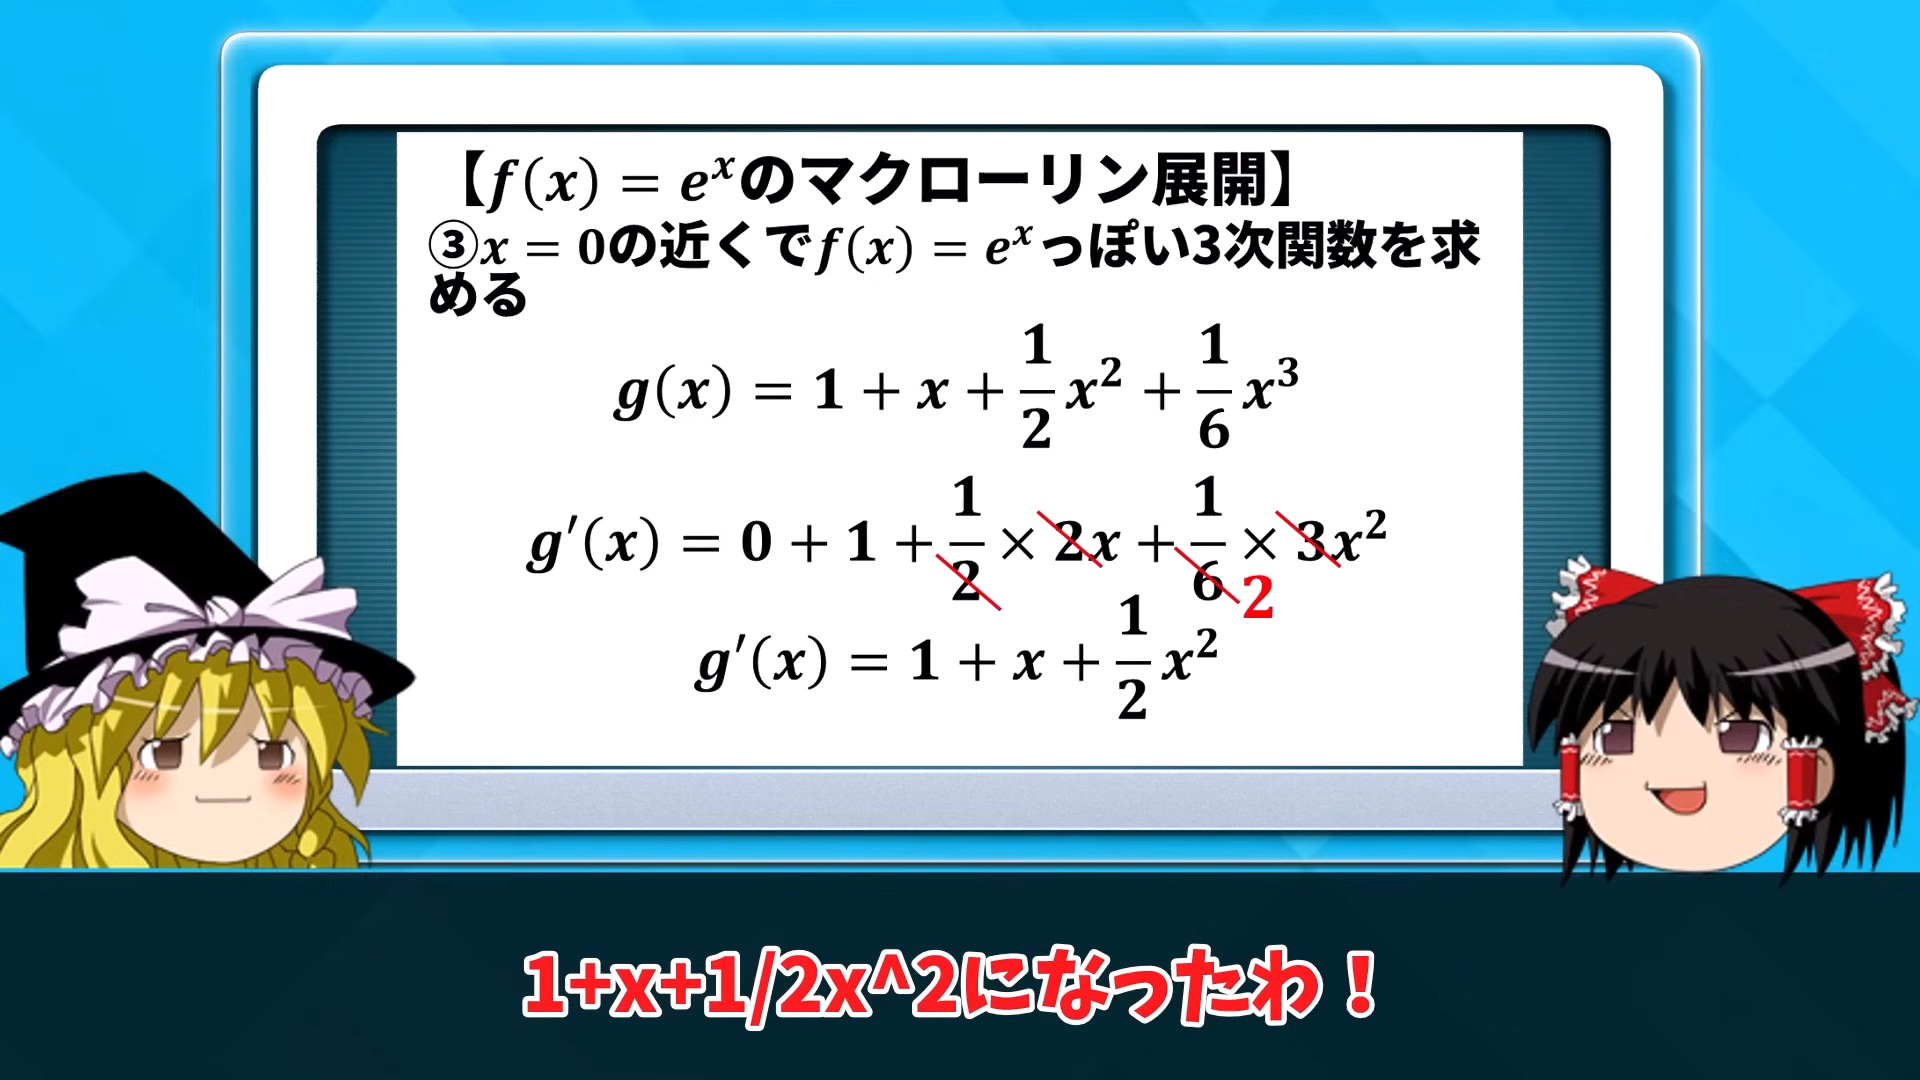 【f(x) = e^xのマクローリン展開】
③x = 0の近くでf(x) = e^xっぽい3次関数を求
める
g(x) = 1 + x + 1/2 x^2 + 1/6 x^3
g′(x) = 0 + 1 + 1/2 × 2x + 1/6 × 3x^2
2
g′(x) = 1 + x + 1/2 x^2
1+x+1/2x^2になったわ！